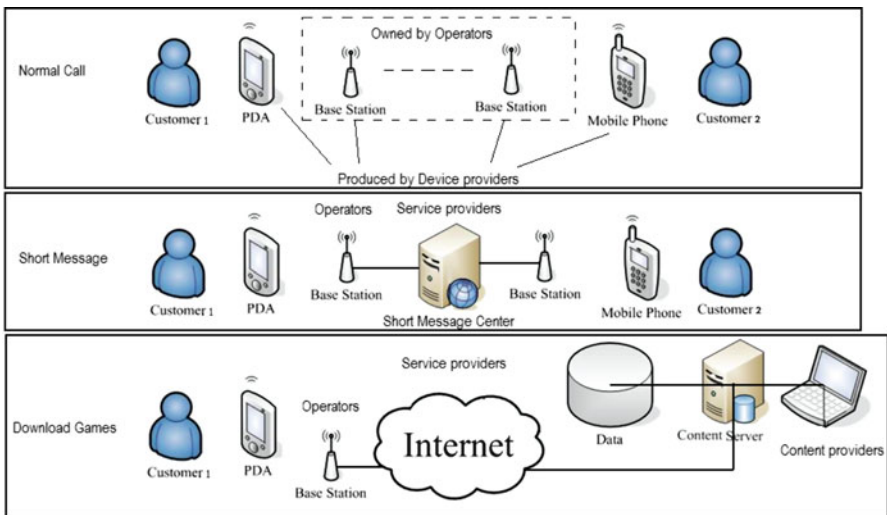 Owned by Operators
Normal Call
Base Station
Base Station
Customer 1
PDA
Mobile Phone
Customer 2
Produced by Device providers
Operators
Service providers
Short Message
Customer 1
PDA
Base Station
Base Station
Mobile Phone
Customer 2
Short Message Center
Service providers
Operators
Download Games
Internet
Data
Content Server
Content providers
Customer 1
PDA
Base Station